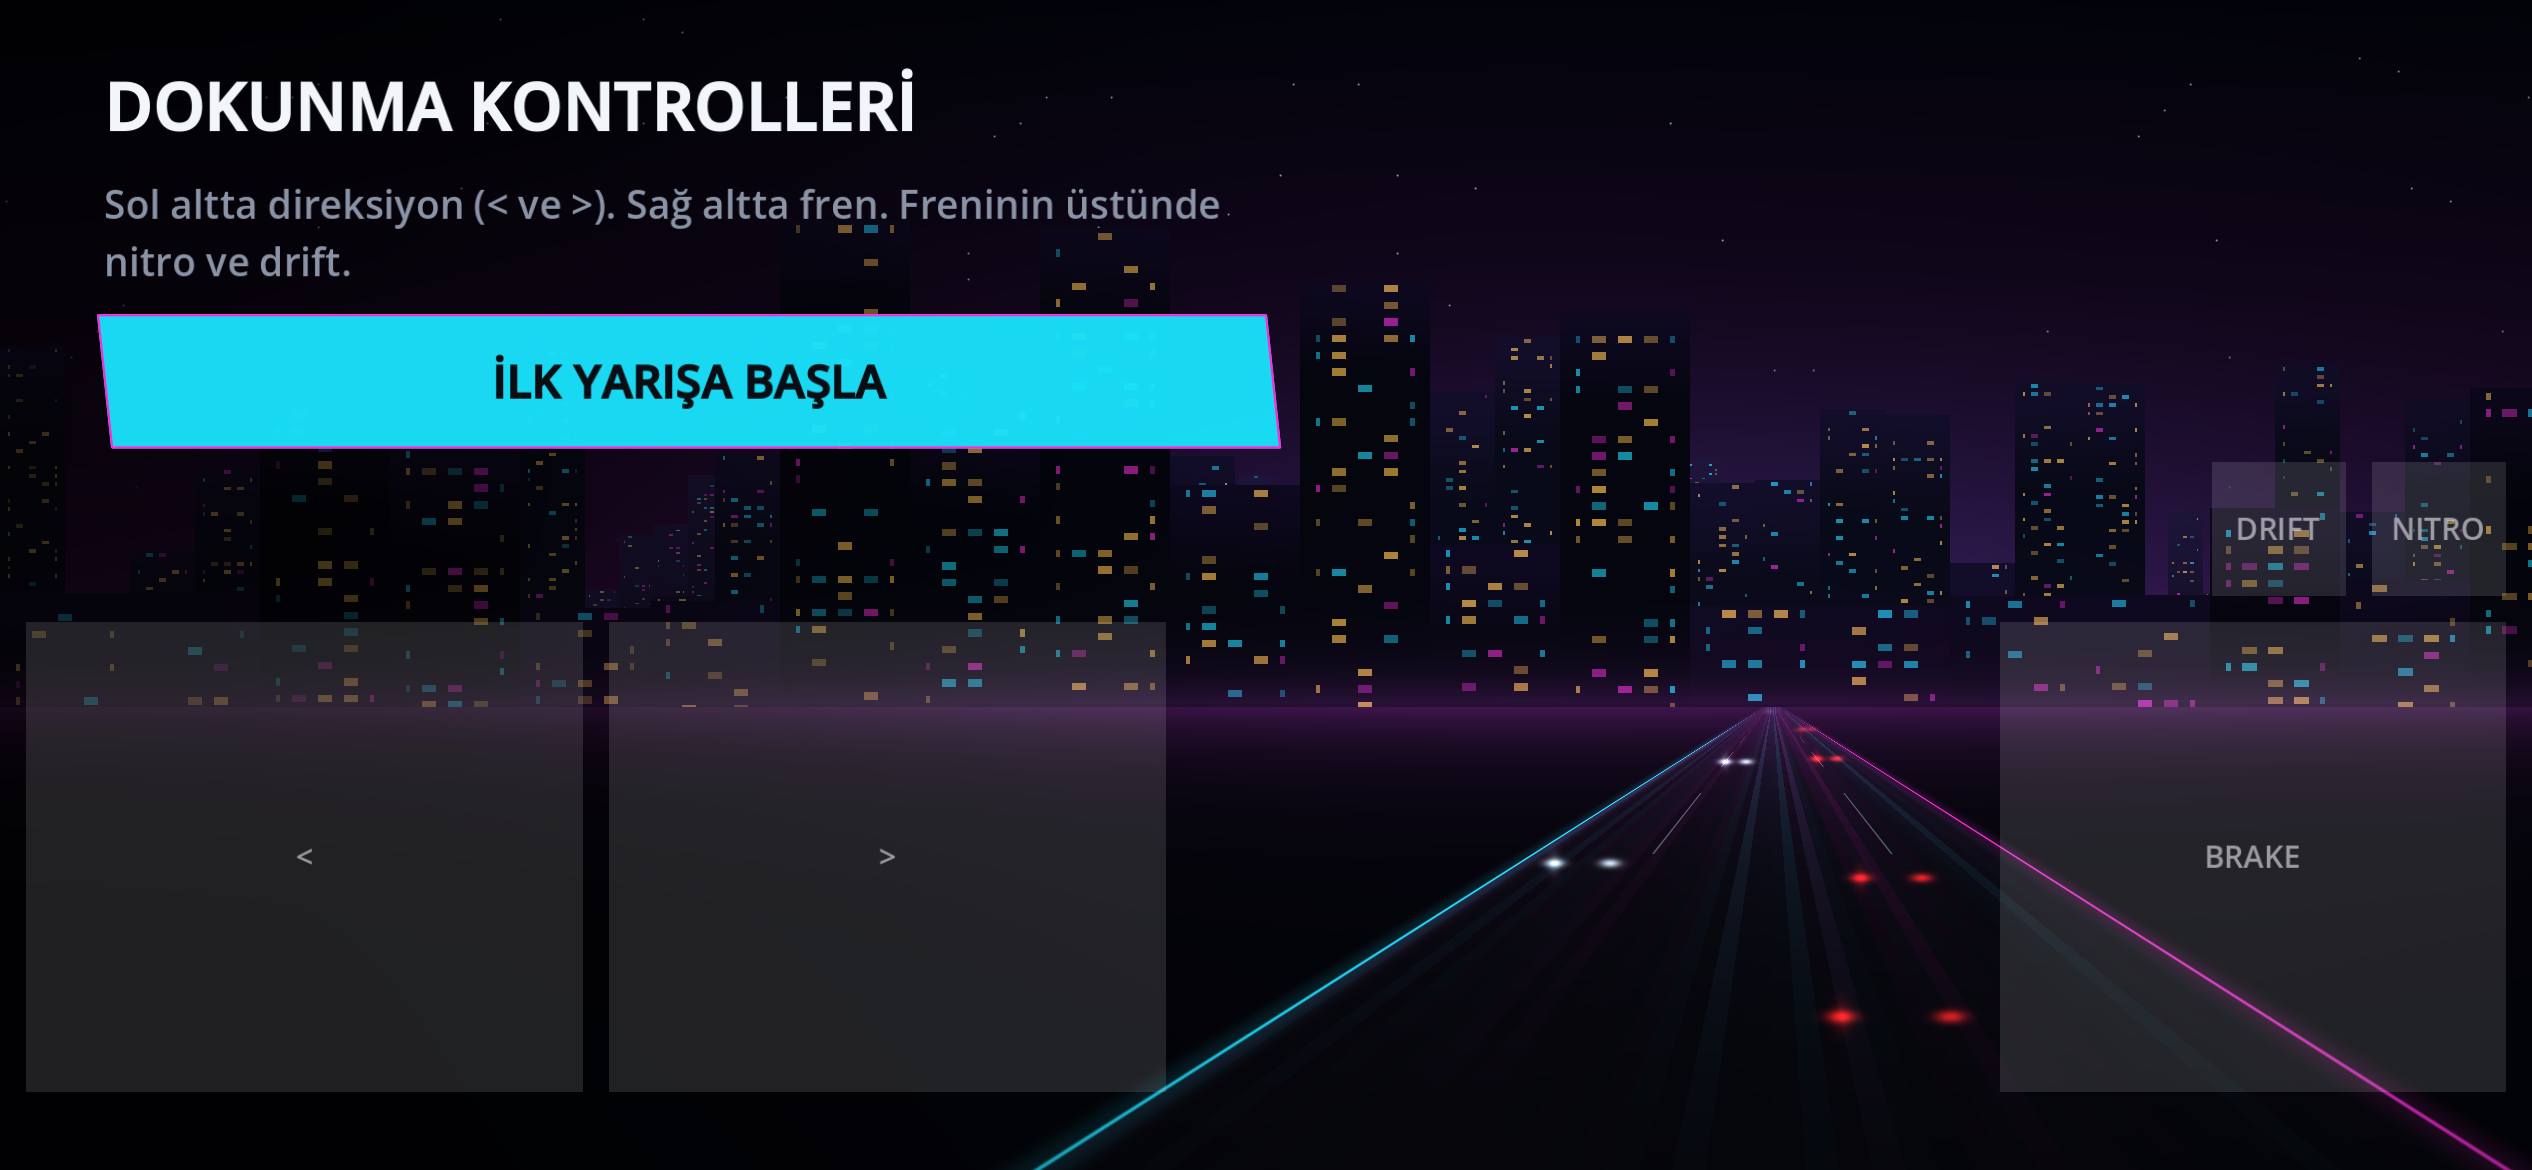 DOKUNMA KONTROLLERİ
Sol altta direksiyon (< ve >). Sağ altta fren. Freninin üstünde
nitro ve drift.
İLK YARIŞA BAŞLA
DRIFT
NITRO
<
>
BRAKE